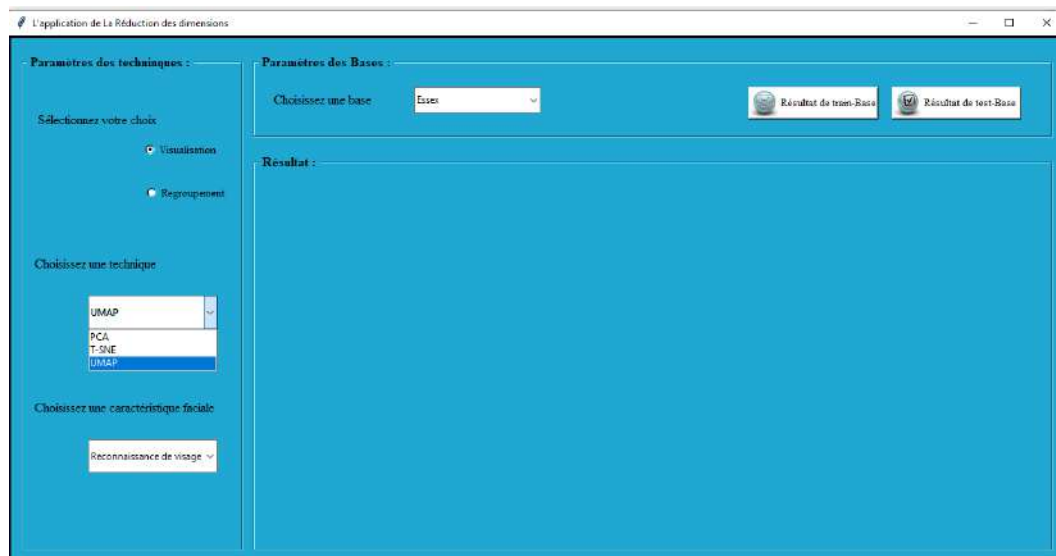 L'application de La Réduction des dimensions
Paramètres des techninques :
Sélectionnez votre choix
Visualisation
Regroupement
Choisissez une technique
UMAP
PCA
T-SNE
UMAP
Choisissez une caractéristique faciale
Reconnaissance de visage
Paramètres des Bases :
Choisissez une base
Essex
Résultat de train-Base
Résultat de test-Base
Résultat :